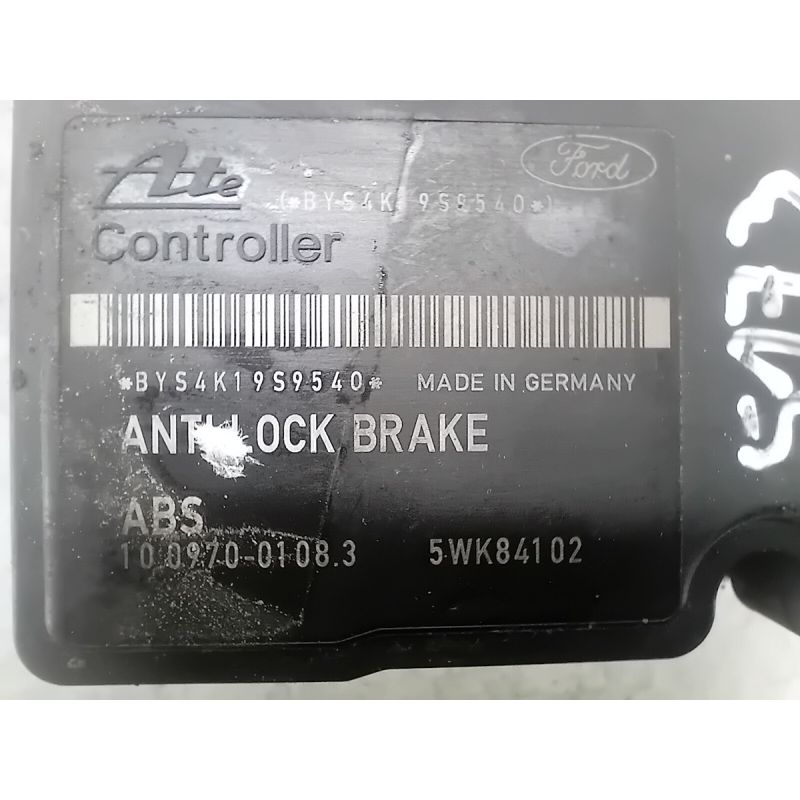 Ate
Ford
(*BYS4K 9S9540*)
Controller
*BYS4K19S9540* MADE IN GERMANY
ANTI-LOCK BRAKE
ABS
10.0970-0108.3 5WK84102